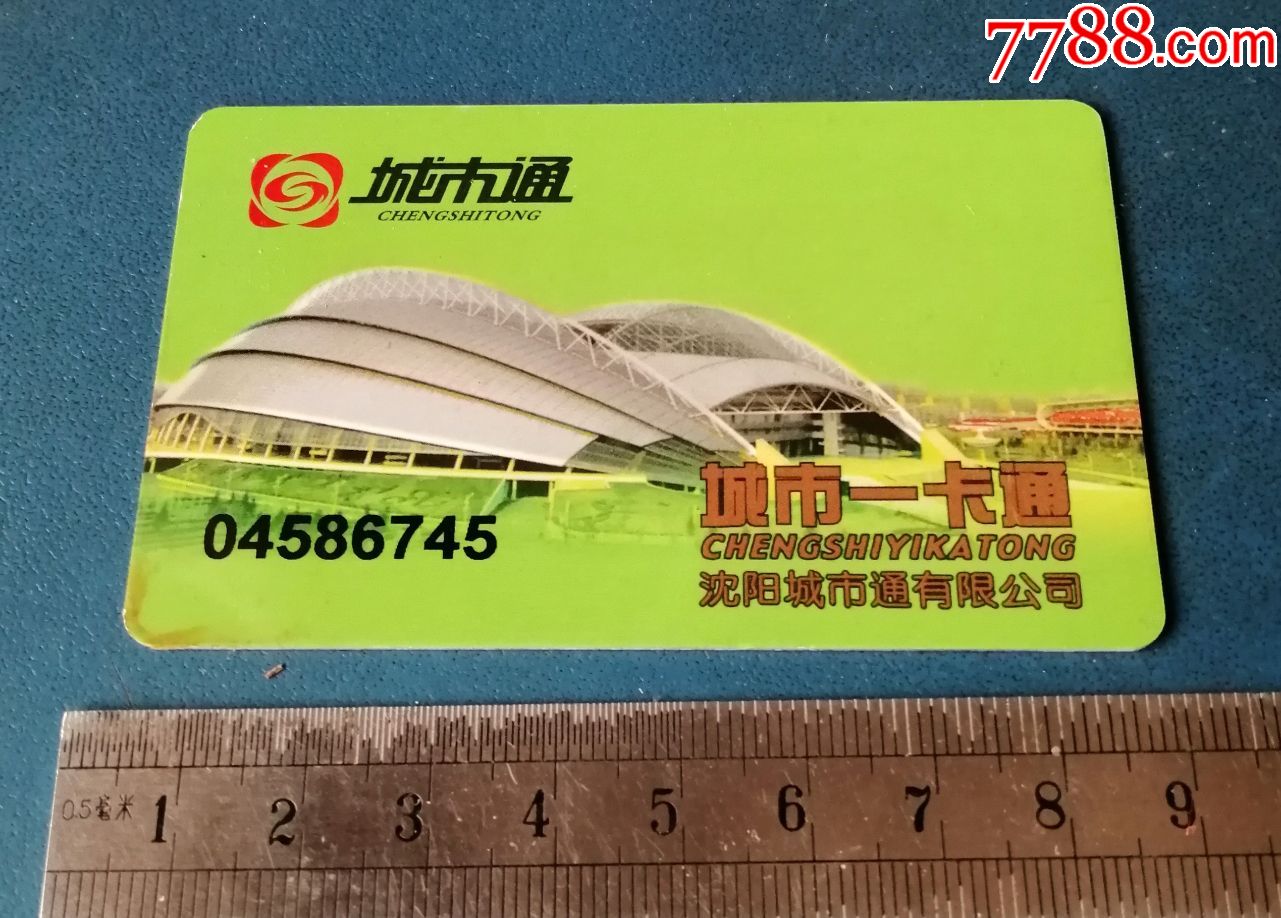 7788.com
城市通
CHENGSHITONG
城市一卡通
04586745
CHENGSHIYIKATONG
沈阳城市通有限公司
0.5毫米 1 2 3 4 5 6 7 8 9